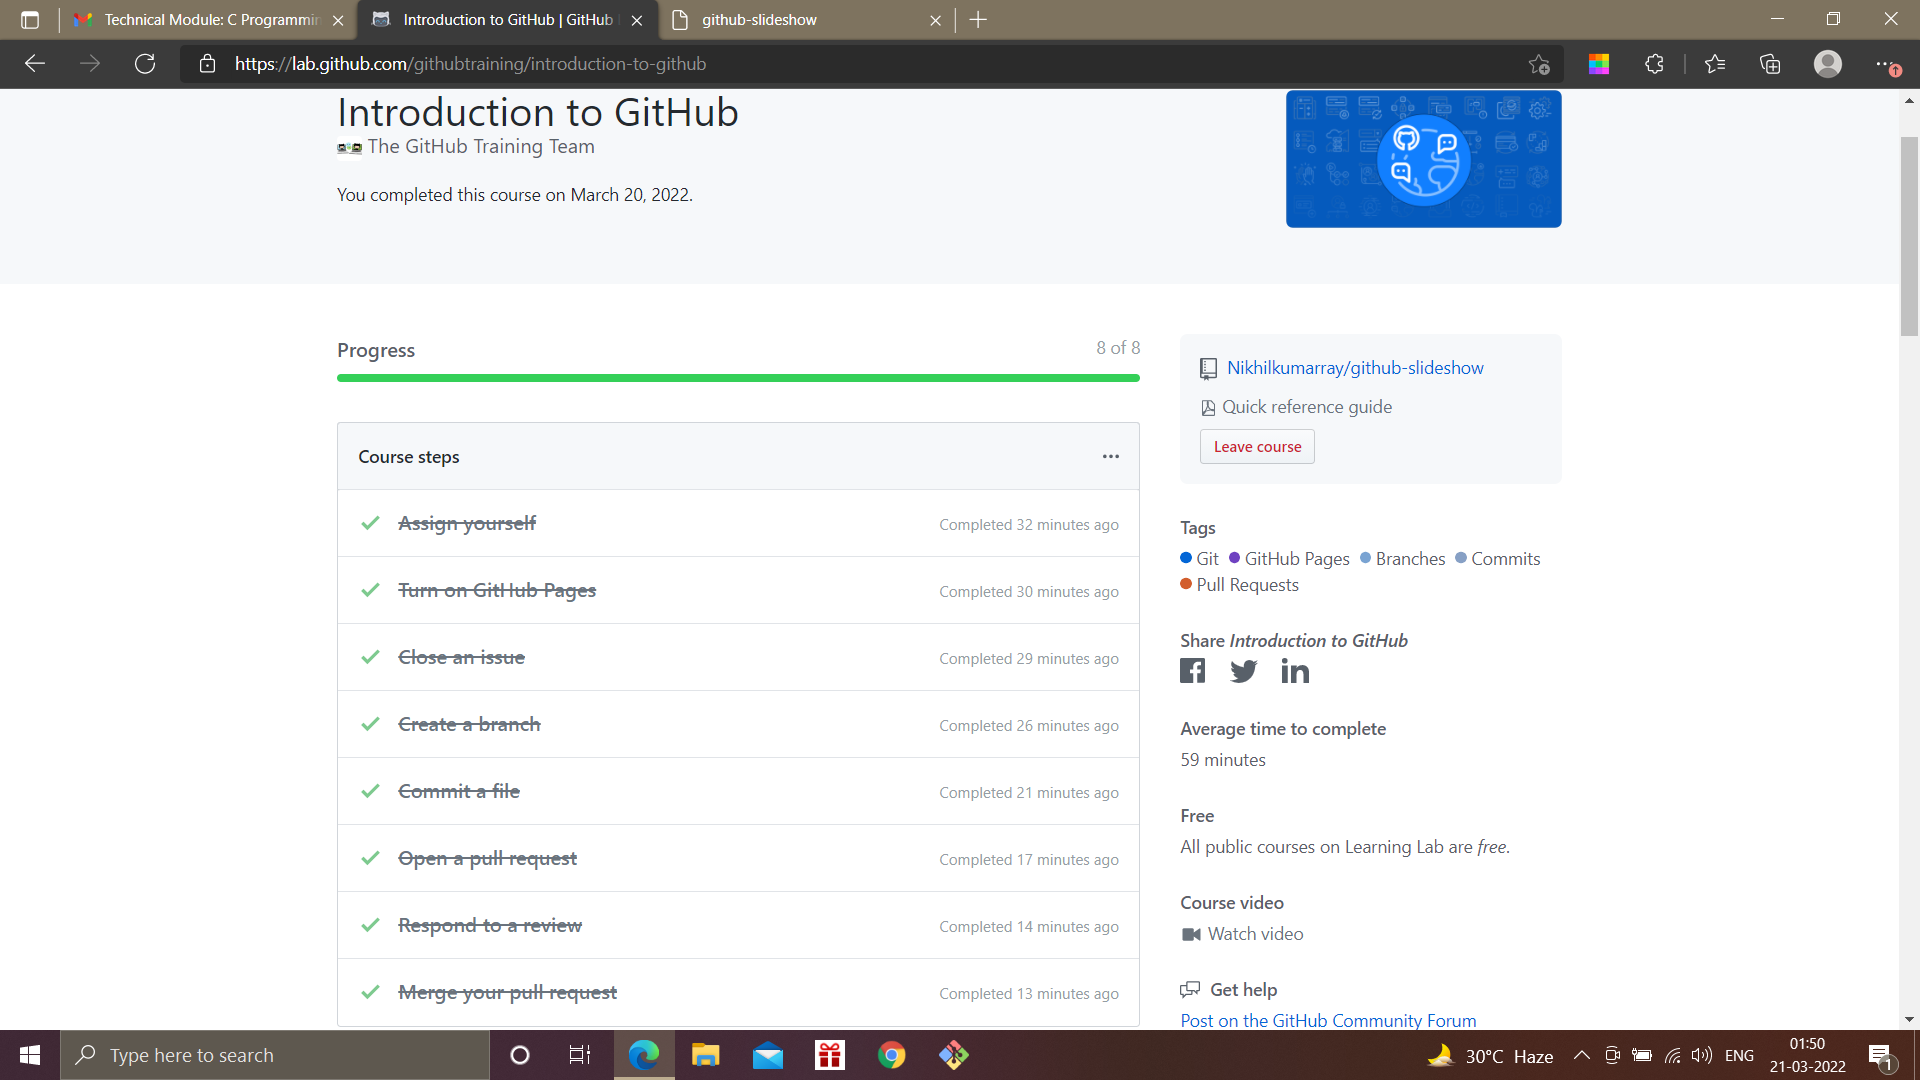 Technical Module: C Programmin
Introduction to GitHub | GitHub
github-slideshow
https://lab.github.com/githubtraining/introduction-to-github
Introduction to GitHub
The GitHub Training Team
You completed this course on March 20, 2022.
Progress
8 of 8
Course steps
Assign yourself
Completed 32 minutes ago
Turn on GitHub Pages
Completed 30 minutes ago
Close an issue
Completed 29 minutes ago
Create a branch
Completed 26 minutes ago
Commit a file
Completed 21 minutes ago
Open a pull request
Completed 17 minutes ago
Respond to a review
Completed 14 minutes ago
Merge your pull request
Completed 13 minutes ago
Nikhilkumarray/github-slideshow
Quick reference guide
Leave course
Tags
Git GitHub Pages Branches Commits
Pull Requests
Share Introduction to GitHub
Average time to complete
59 minutes
Free
All public courses on Learning Lab are free.
Course video
Watch video
Get help
Post on the GitHub Community Forum
Type here to search
30°C Haze
ENG
01:50
21-03-2022
1